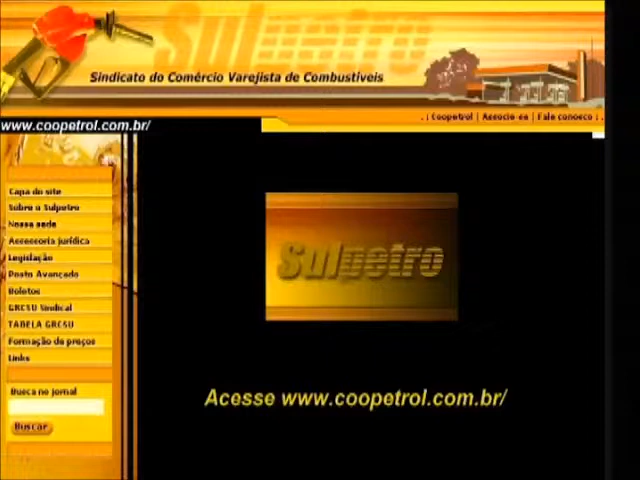 Sulpetro
Sindicato do Comércio Varejista de Combustíveis
.: Coopetrol | Associe-se | Fale conosco :.
www.coopetrol.com.br/
Capa do site
Sobre o Sulpetro
Nossa sede
Assessoria jurídica
Legislação
Posto Avançado
Boletos
GRCSU Sindical
TABELA GRCSU
Formação de preços
Links
Busca no jornal
Buscar
Sulpetro
Acesse www.coopetrol.com.br/